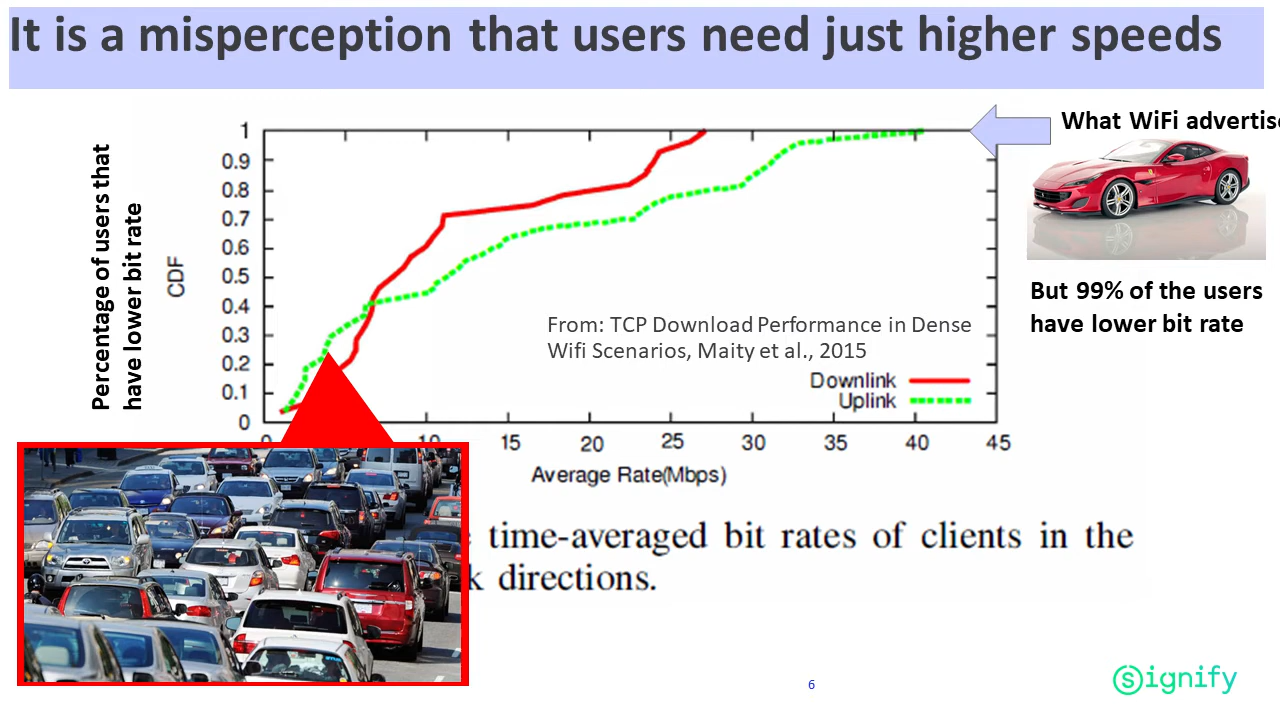 It is a misperception that users need just higher speeds
What WiFi advertise
Percentage of users that
have lower bit rate
CDF
1
0.9
0.8
0.7
0.6
0.5
0.4
0.3
0.2
0.1
0
But 99% of the users
have lower bit rate
From: TCP Download Performance in Dense
Wifi Scenarios, Maity et al., 2015
Downlink
Uplink
0 10 15 20 25 30 35 40 45
Average Rate(Mbps)
time-averaged bit rates of clients in the
k directions.
6
signify